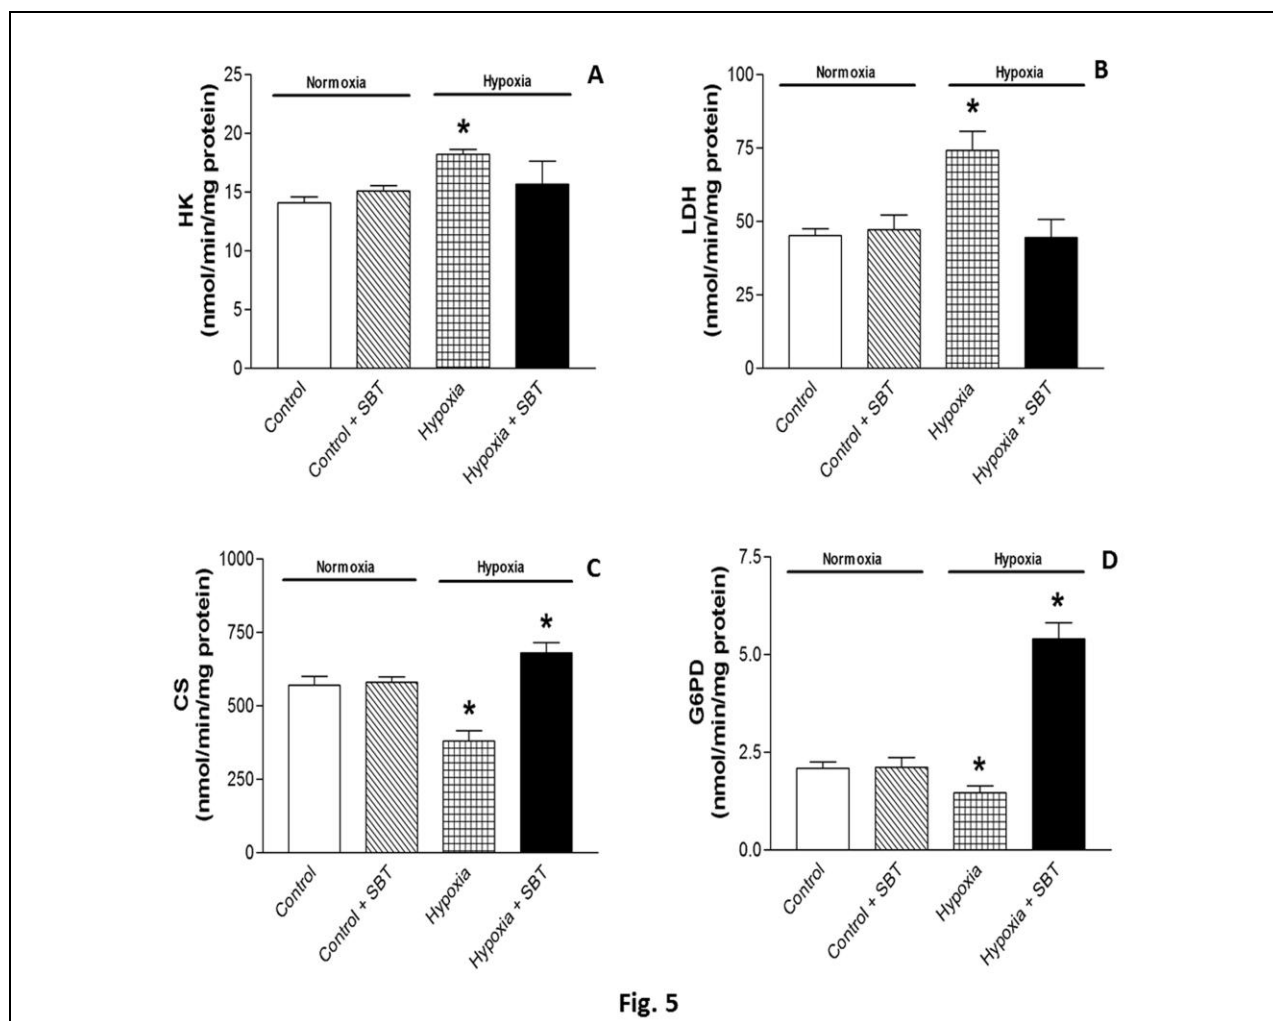 A
Normoxia
Hypoxia
25
20
15
10
5
0
*
HK
(nmol/min/mg protein)
Control
Control + SBT
Hypoxia
Hypoxia + SBT
B
Normoxia
Hypoxia
100
75
50
25
0
*
LDH
(nmol/min/mg protein)
Control
Control + SBT
Hypoxia
Hypoxia + SBT
C
Normoxia
Hypoxia
1000
750
500
250
0
*
*
CS
(nmol/min/mg protein)
Control
Control + SBT
Hypoxia
Hypoxia + SBT
D
Normoxia
Hypoxia
7.5
5.0
2.5
0.0
*
*
G6PD
(nmol/min/mg protein)
Control
Control + SBT
Hypoxia
Hypoxia + SBT
Fig. 5